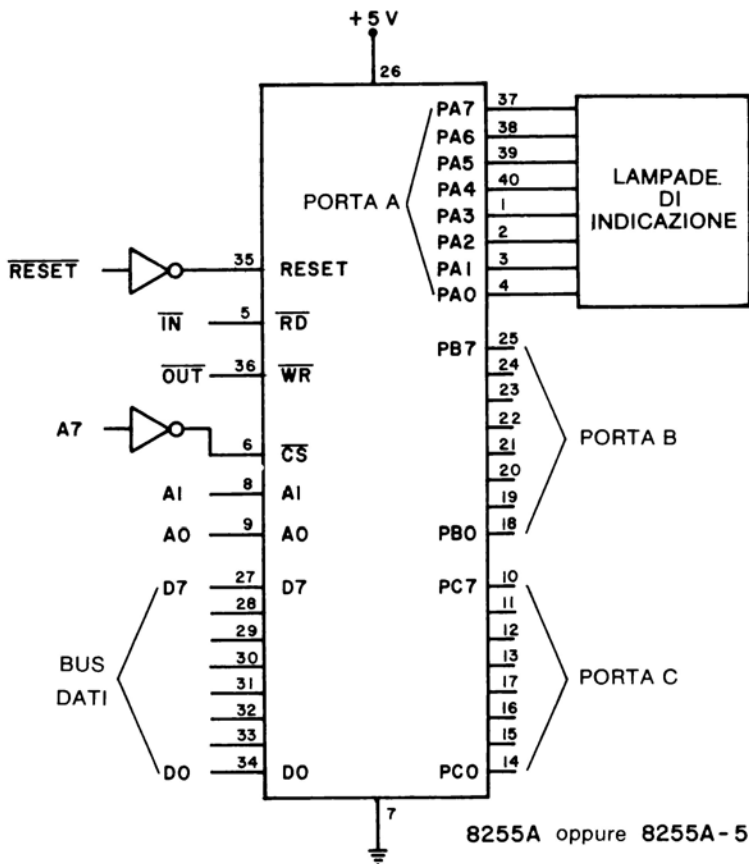 +5 V
26
PA7 37
PA6 38
PA5 39
PA4 40
PA3 1
PA2 2
PA1 3
PA0 4
PORTA A
LAMPADE.
DI
INDICAZIONE
RESET 35 RESET
IN 5 RD
OUT 36 WR
A7 6 CS
A1 8 A1
A0 9 A0
PB7 25
24
23
22
21
20
19
PB0 18
PORTA B
D7 27 D7
28
29
30
31
32
33
D0 34 D0
BUS
DATI
PC7 10
11
12
13
17
16
15
PC0 14
PORTA C
7
8255A oppure 8255A-5